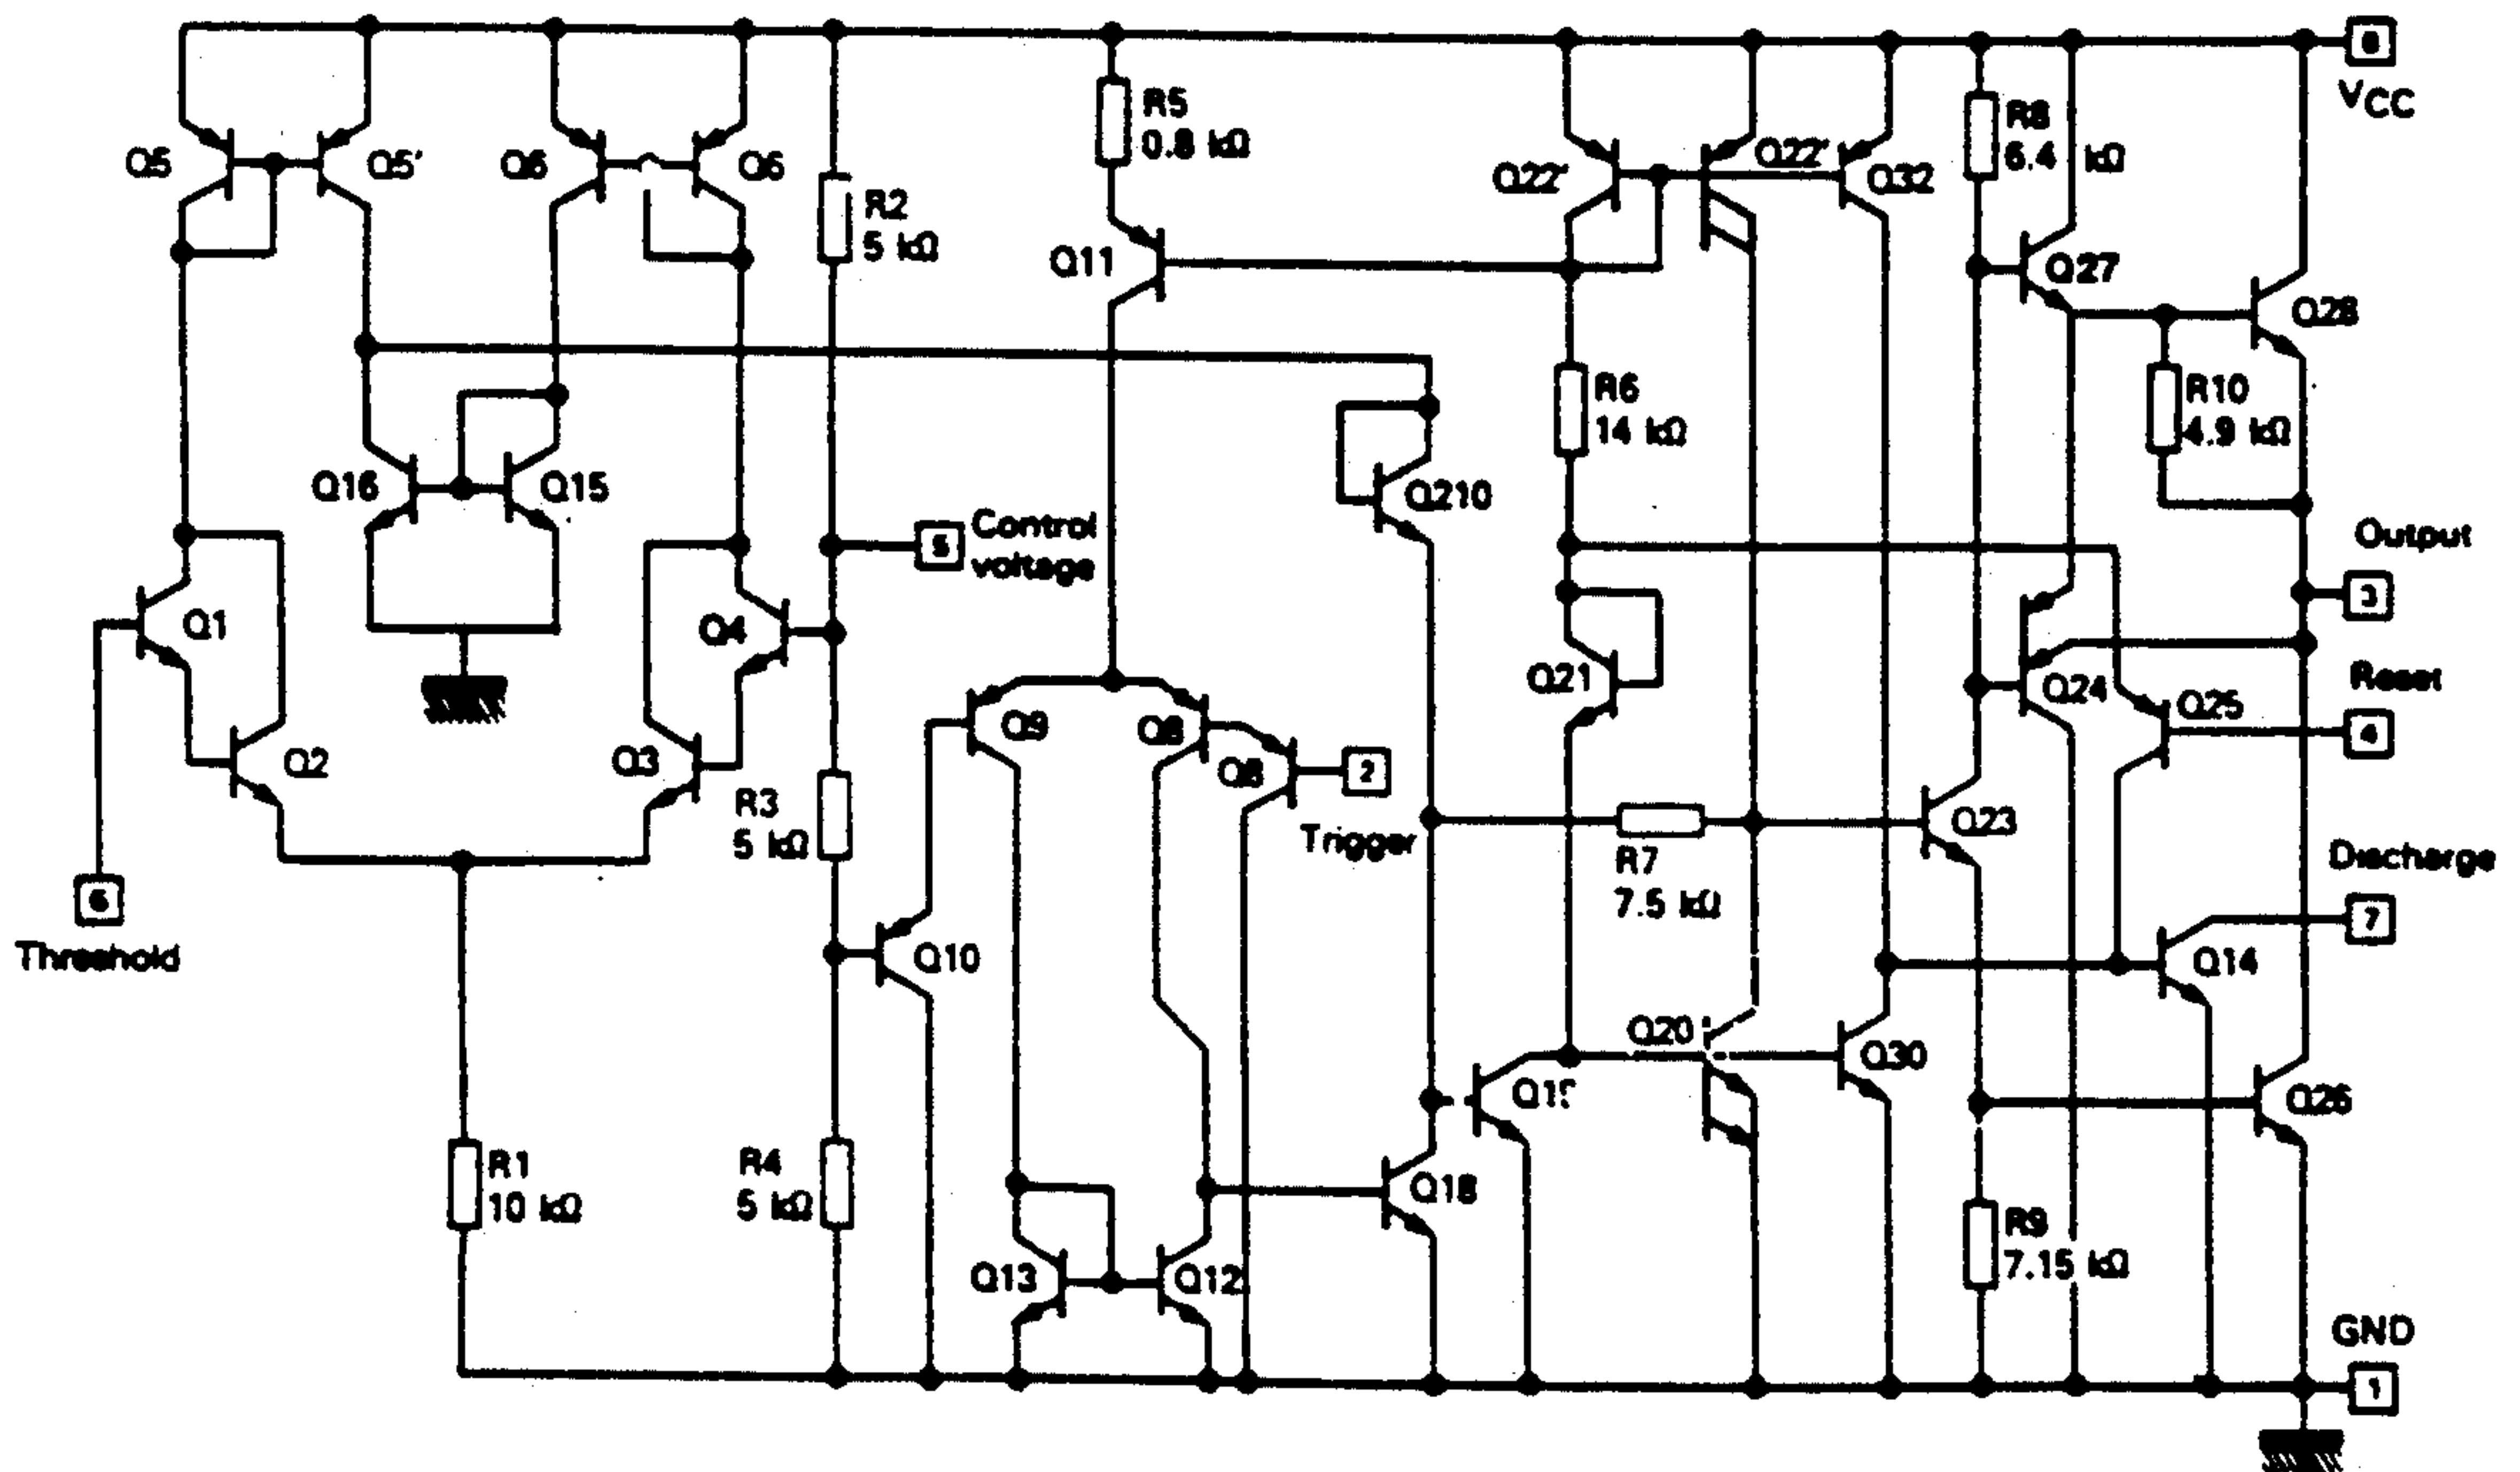 8
VCC
Q5
Q5'
Q6
Q6
R2
5 kΩ
R5
0.8 kΩ
Q11
Q22'
Q22'
Q32
R8
6.4 kΩ
Q27
Q28
R6
14 kΩ
R10
4.9 kΩ
Q16
Q15
Q210
5
Control
voltage
Output
3
Q1
Q4
Q21
Reset
Q24
Q25
4
Q2
Q3
Q9
Q8
Q8
2
Trigger
R3
5 kΩ
R7
7.5 kΩ
Q23
Discharge
7
6
Threshold
Q10
Q14
Q20
Q30
Q26
R1
10 kΩ
R4
5 kΩ
Q18
R9
7.15 kΩ
Q13
Q12
GND
1